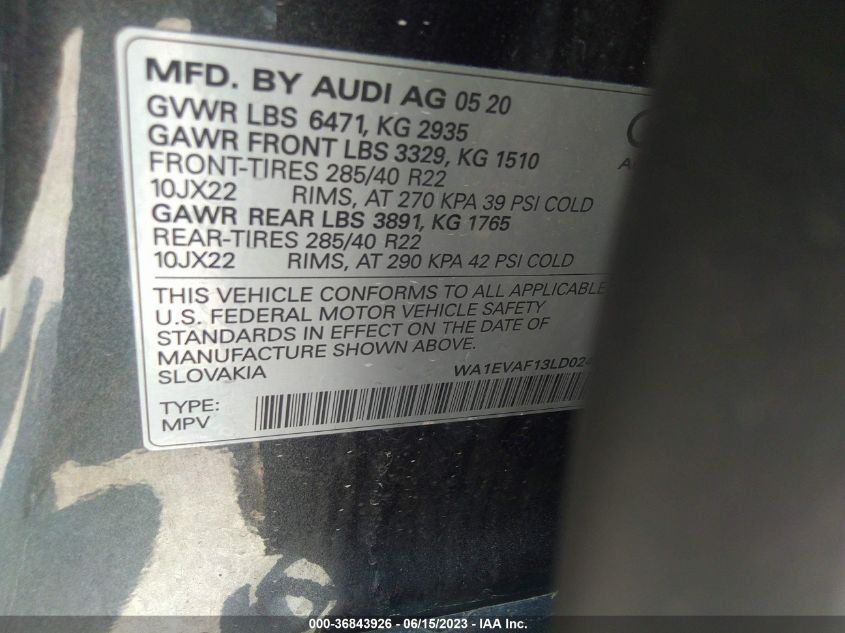 MFD. BY AUDI AG 05 20
GVWR LBS 6471, KG 2935
GAWR FRONT LBS 3329, KG 1510
FRONT-TIRES 285/40 R22
10JX22 RIMS, AT 270 KPA 39 PSI COLD
GAWR REAR LBS 3891, KG 1765
REAR-TIRES 285/40 R22
10JX22 RIMS, AT 290 KPA 42 PSI COLD
THIS VEHICLE CONFORMS TO ALL APPLICABLE
U.S. FEDERAL MOTOR VEHICLE SAFETY
STANDARDS IN EFFECT ON THE DATE OF
MANUFACTURE SHOWN ABOVE.
SLOVAKIA WA1EVAF13LD02
TYPE:
MPV
000-36843926 - 06/15/2023 - IAAI.com